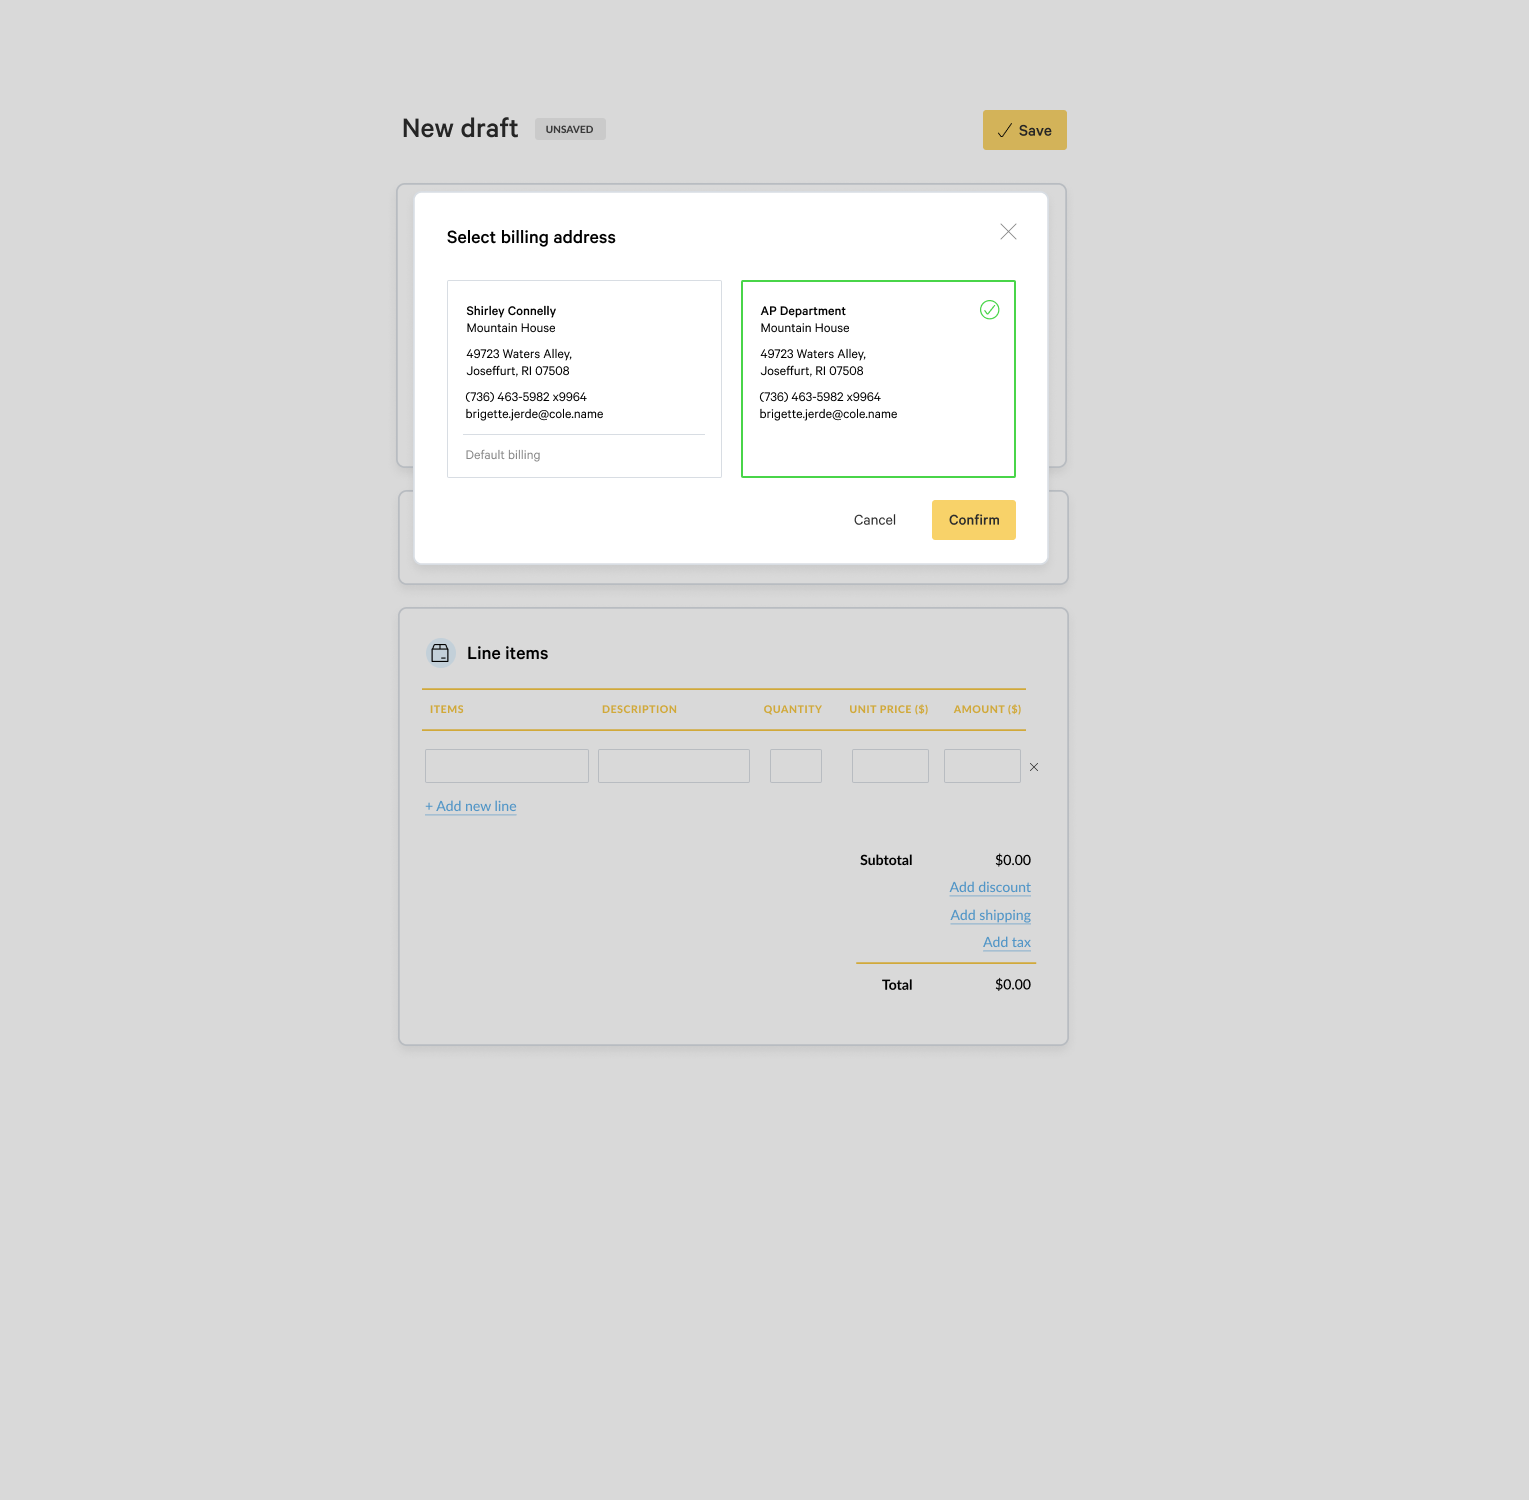 New draft
UNSAVED
Save
Select billing address
Shirley Connelly
Mountain House
49723 Waters Alley,
Joseffurt, RI 07508
(736) 463-5982 x9964
brigette.jerde@cole.name
Default billing
AP Department
Mountain House
49723 Waters Alley,
Joseffurt, RI 07508
(736) 463-5982 x9964
brigette.jerde@cole.name
Cancel
Confirm
Line items
ITEMS DESCRIPTION QUANTITY UNIT PRICE ($) AMOUNT ($)
+ Add new line
Subtotal $0.00
Add discount
Add shipping
Add tax
Total $0.00